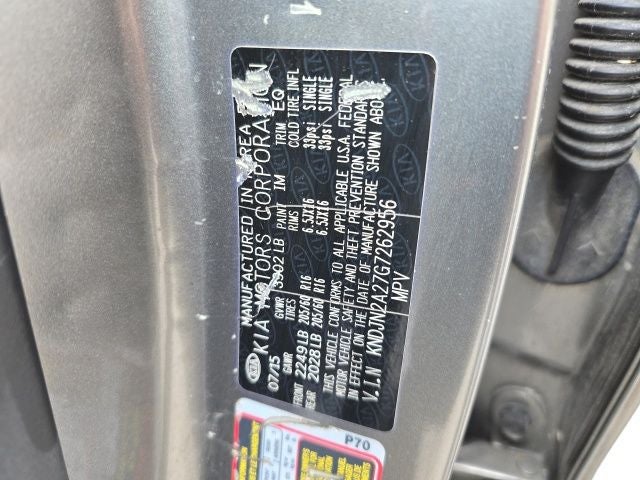 MANUFACTURED IN KOREA
KIA MOTORS CORPORATION
07/15 GVWR 3902 LB PAINT IM TRIM EQ
GAWR TIRES RIMS COLD TIRE INFL
FRONT 2249LB 205/60 R16 6.5JX16 33psi SINGLE
REAR 2028LB 205/60 R16 6.5JX16 33psi SINGLE
THIS VEHICLE CONFORMS TO ALL APPLICABLE U.S.A. FEDERAL
MOTOR VEHICLE SAFETY AND THEFT PREVENTION STANDARDS
IN EFFECT ON THE DATE OF MANUFACTURE SHOWN ABOVE.
V.I.N KNDJN2A27G7262956
MPV
KIA
P70